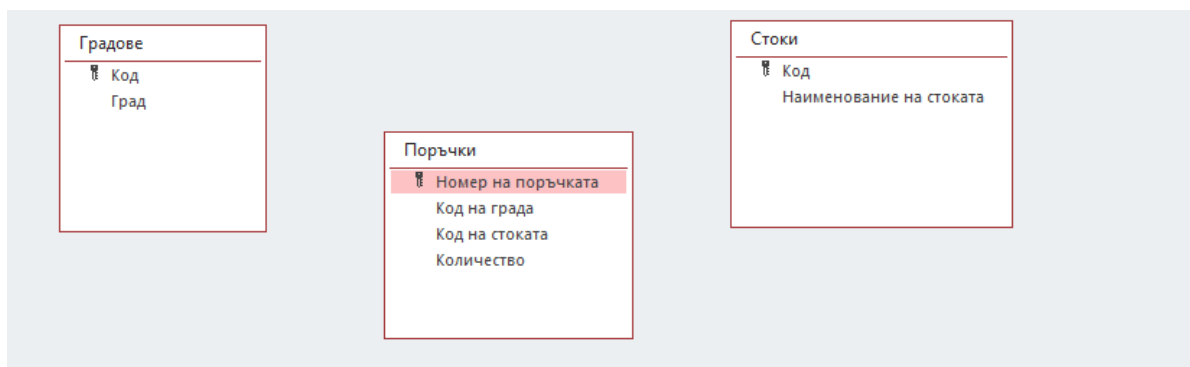 Градове
Код
Град
Поръчки
Номер на поръчката
Код на града
Код на стоката
Количество
Стоки
Код
Наименование на стоката